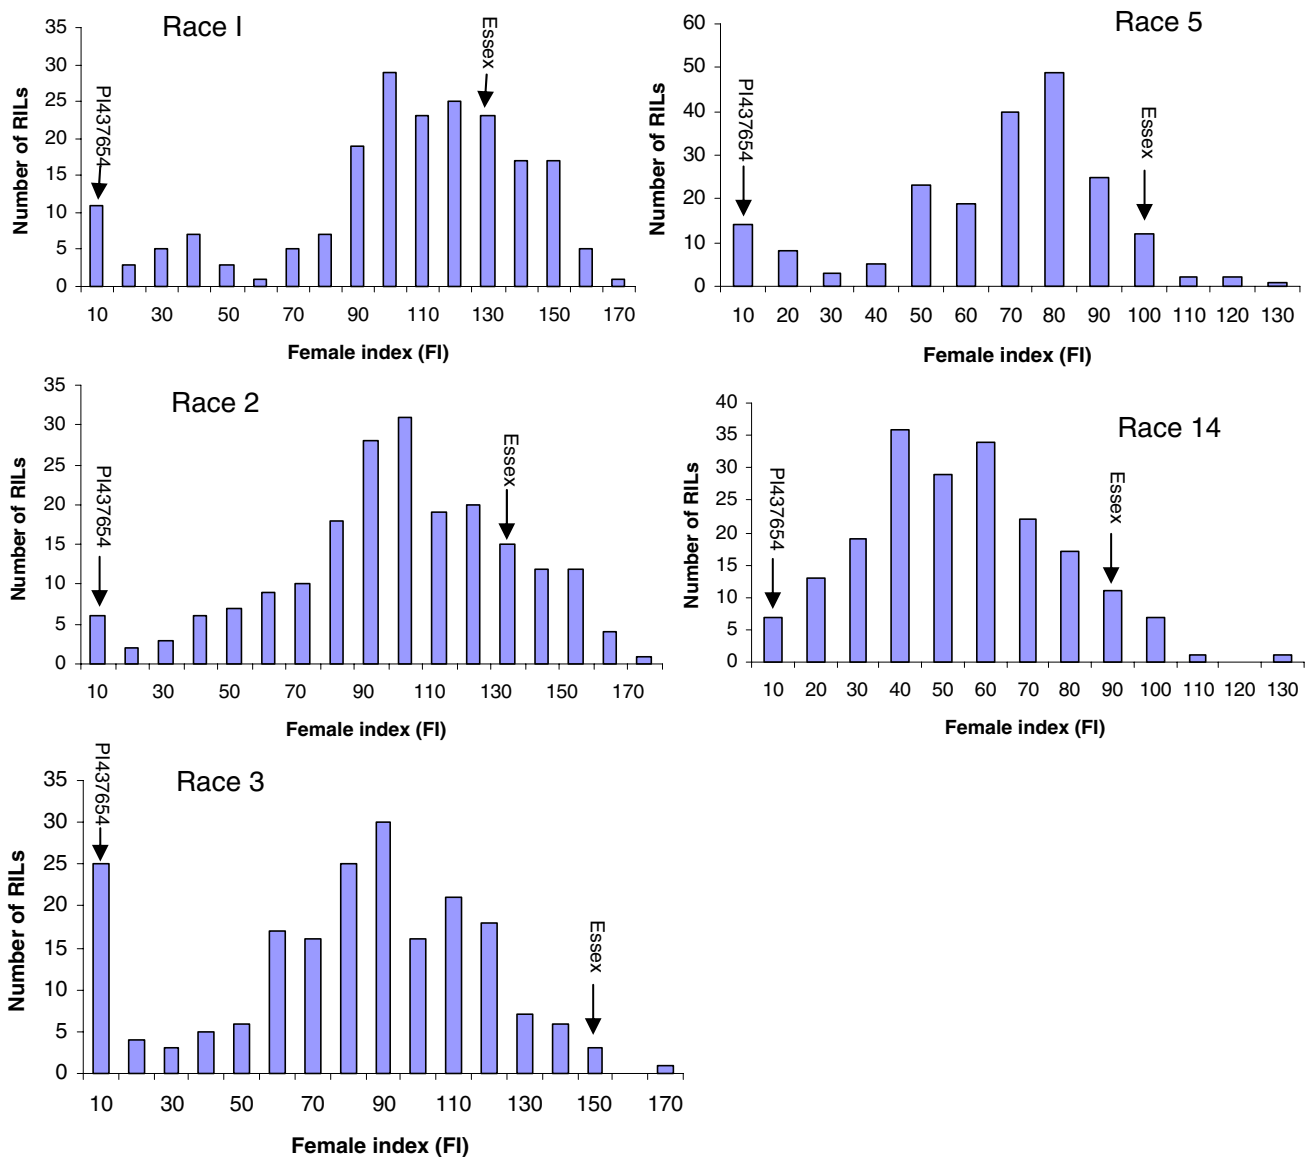 Race I
Number of RILs
35
30
25
20
15
10
5
0
PI437654
Essex
10 30 50 70 90 110 130 150 170
Female index (FI)
Race 5
Number of RILs
60
50
40
30
20
10
0
PI437654
Essex
10 20 30 40 50 60 70 80 90 100 110 120 130
Female index (FI)
Race 2
Number of RILs
35
30
25
20
15
10
5
0
PI437654
Essex
10 30 50 70 90 110 130 150 170
Female index (FI)
Race 14
Number of RILs
40
35
30
25
20
15
10
5
0
PI437654
Essex
10 20 30 40 50 60 70 80 90 100 110 120 130
Female index (FI)
Race 3
Number of RILs
35
30
25
20
15
10
5
0
PI437654
Essex
10 30 50 70 90 110 130 150 170
Female index (FI)